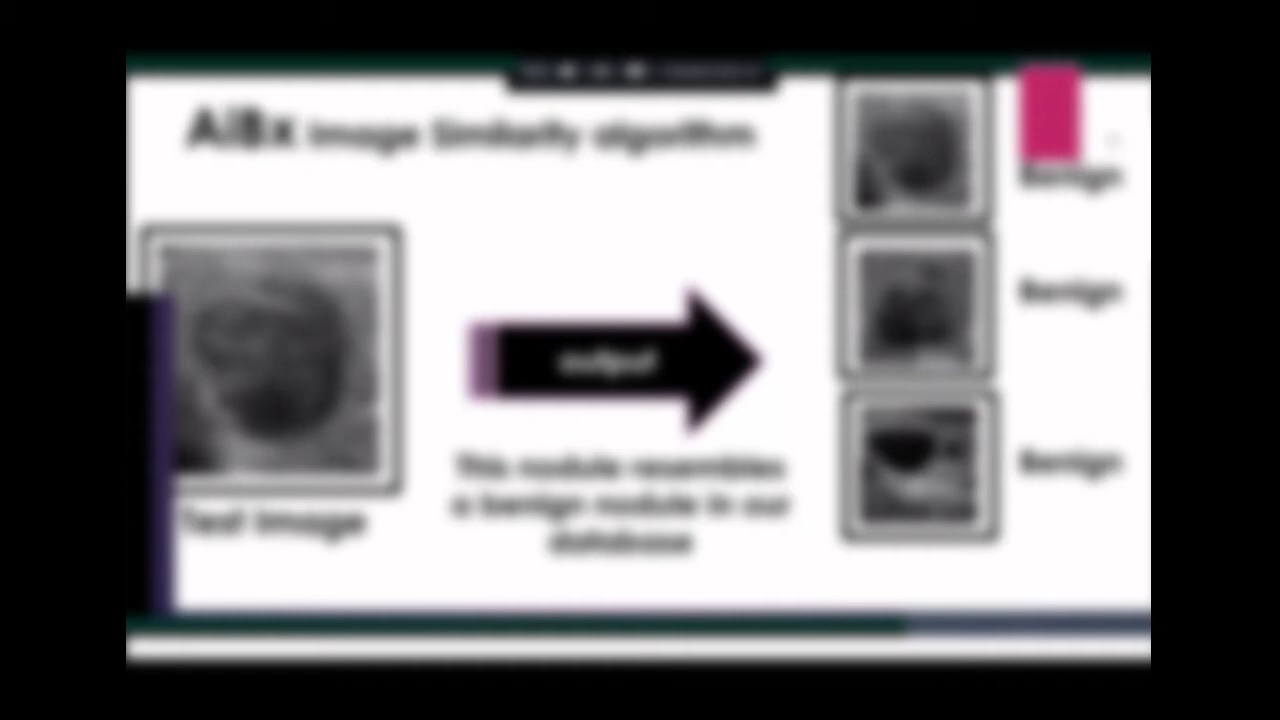 AiBx Image Similarity algorithm
Benign
Benign
output
Benign
This nodule resembles
a benign nodule in our
database
Test Image